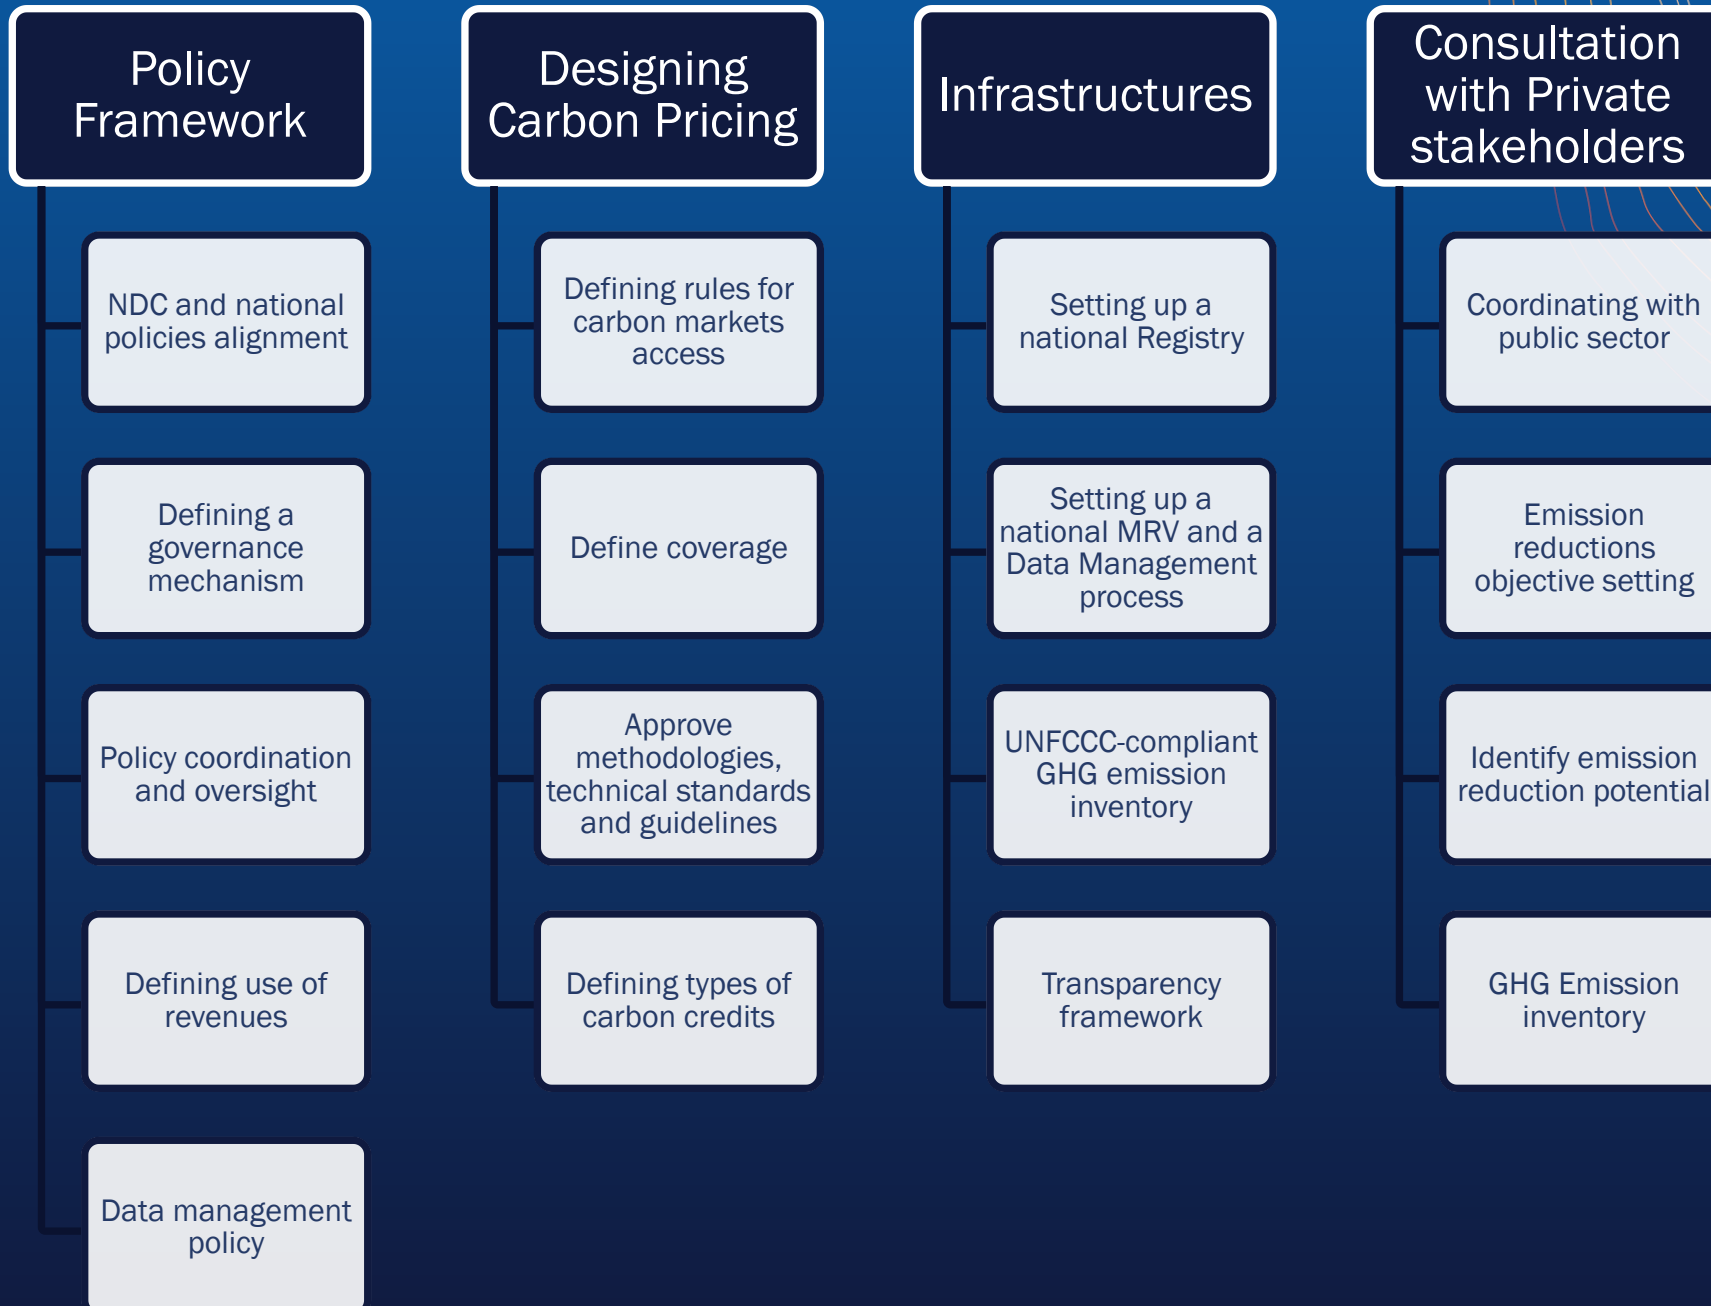 Policy
Framework
NDC and national
policies alignment
Defining a
governance
mechanism
Policy coordination
and oversight
Defining use of
revenues
Data management
policy
Designing
Carbon Pricing
Defining rules for
carbon markets
access
Define coverage
Approve
methodologies,
technical standards
and guidelines
Defining types of
carbon credits
Infrastructures
Setting up a
national Registry
Setting up a
national MRV and a
Data Management
process
UNFCCC-compliant
GHG emission
inventory
Transparency
framework
Consultation
with Private
stakeholders
Coordinating with
public sector
Emission
reductions
objective setting
Identify emission
reduction potential
GHG Emission
inventory